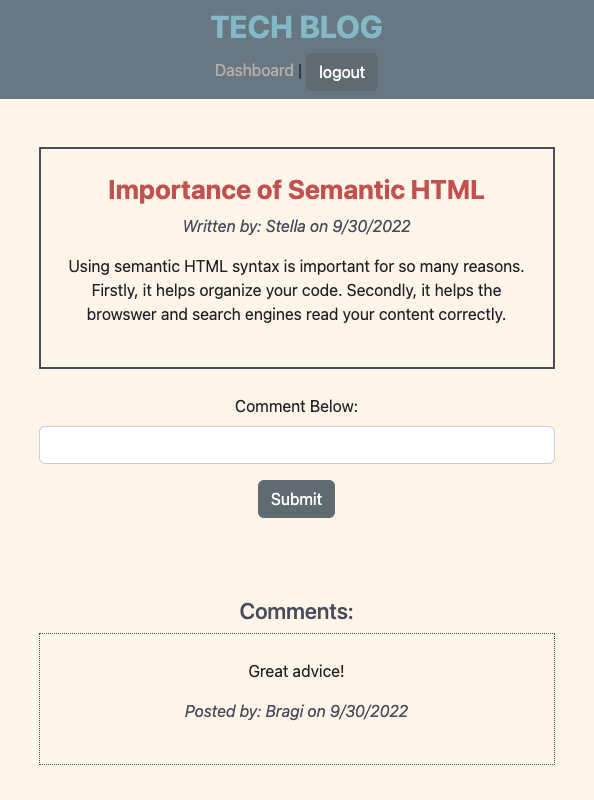 TECH BLOG
Dashboard | logout
Importance of Semantic HTML
Written by: Stella on 9/30/2022
Using semantic HTML syntax is important for so many reasons.
Firstly, it helps organize your code. Secondly, it helps the
browswer and search engines read your content correctly.
Comment Below:
Submit
Comments:
Great advice!
Posted by: Bragi on 9/30/2022